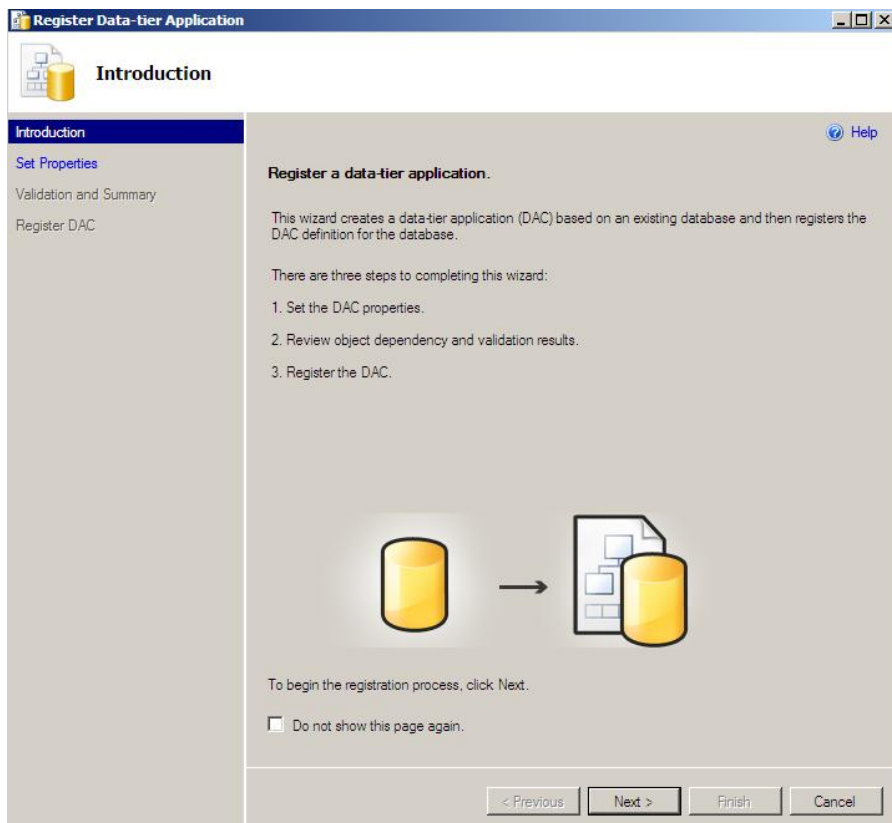 Register Data-tier Application
Introduction
Introduction
Set Properties
Validation and Summary
Register DAC
Help
Register a data-tier application.
This wizard creates a data-tier application (DAC) based on an existing database and then registers the
DAC definition for the database.
There are three steps to completing this wizard:
1. Set the DAC properties.
2. Review object dependency and validation results.
3. Register the DAC.
To begin the registration process, click Next.
Do not show this page again.
< Previous
Next >
Finish
Cancel